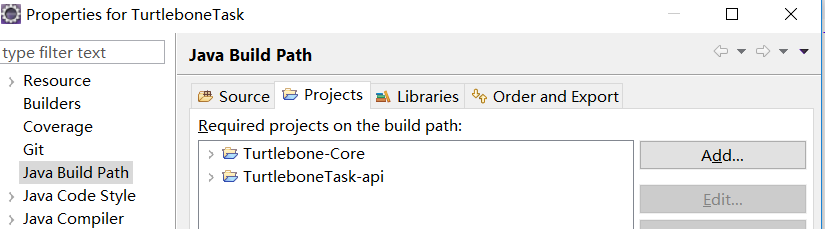 Properties for TurtleboneTask
type filter text
Resource
Builders
Coverage
Git
Java Build Path
Java Code Style
Java Compiler
Java Build Path
Source
Projects
Libraries
Order and Export
Required projects on the build path:
Turtlebone-Core
TurtleboneTask-api
Add...
Edit...